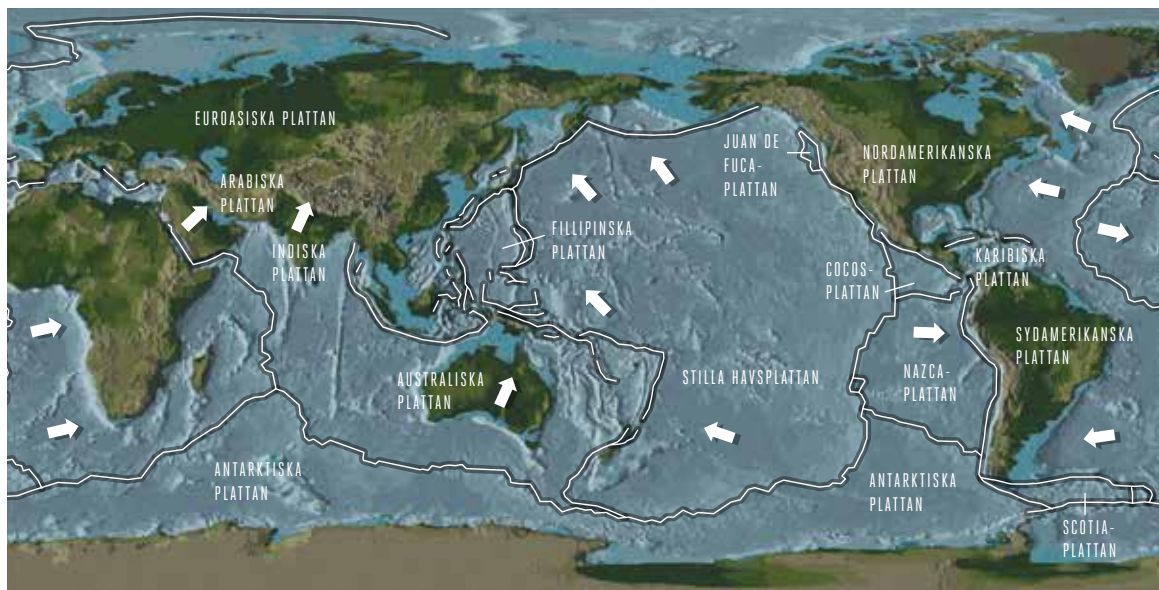 EUROASISKA PLATTAN
ARABISKA
PLATTAN
INDISKA
PLATTAN
FILLIPINSKA
PLATTAN
JUAN DE
FUCA-
PLATTAN
NORDAMERIKANSKA
PLATTAN
COCOS-
PLATTAN
KARIBISKA
PLATTAN
SYDAMERIKANSKA
PLATTAN
NAZCA-
PLATTAN
AUSTRALISKA
PLATTAN
STILLA HAVSPLATTAN
ANTARKTISKA
PLATTAN
ANTARKTISKA
PLATTAN
SCOTIA-
PLATTAN